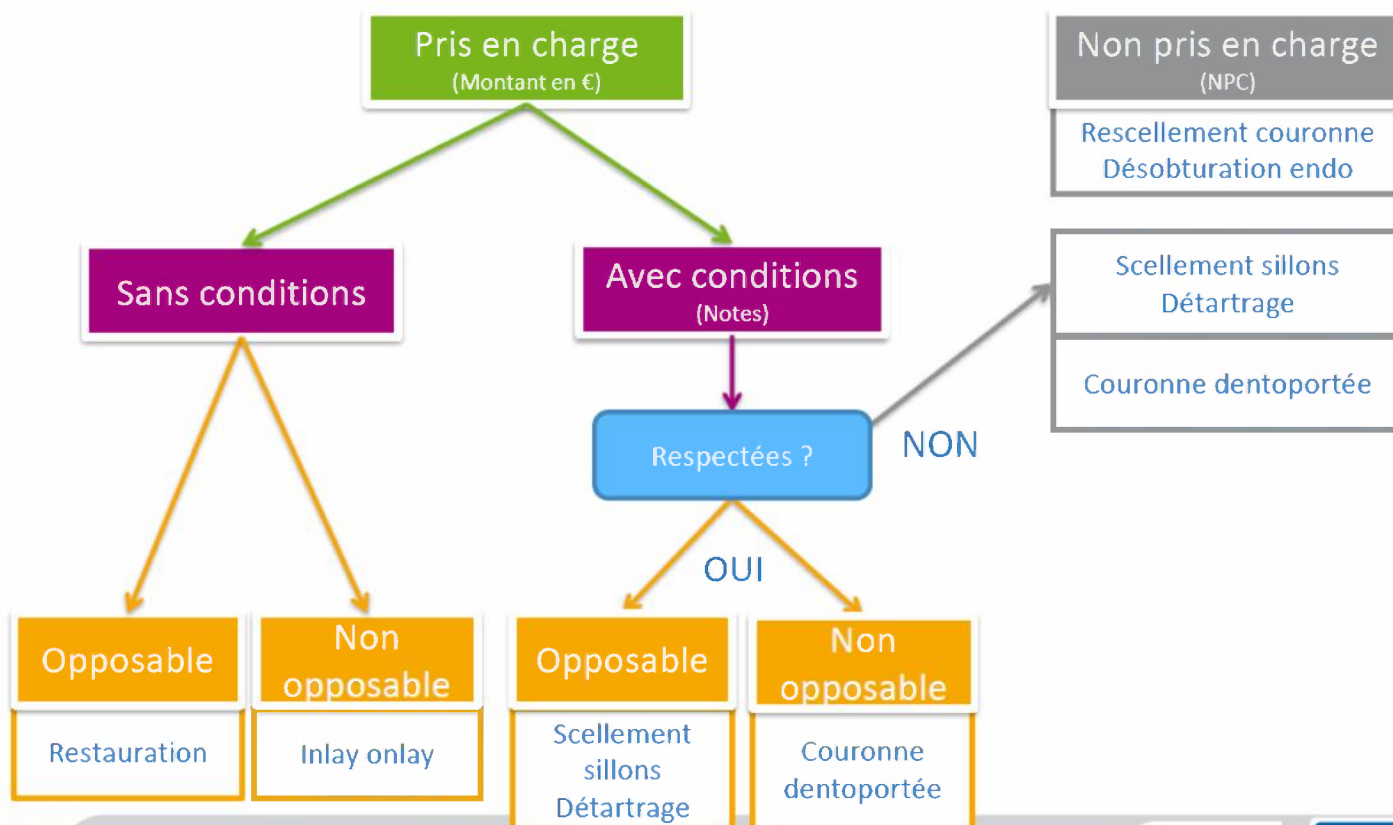 Pris en charge
(Montant en €)
Non pris en charge
(NPC)
Rescellement couronne
Désobturation endo
Sans conditions
Avec conditions
(Notes)
Scellement sillons
Détartrage
Couronne dentoportée
Respectées ?
NON
OUI
Opposable
Non
opposable
Opposable
Non
opposable
Restauration
Inlay onlay
Scellement
sillons
Détartrage
Couronne
dentoportée